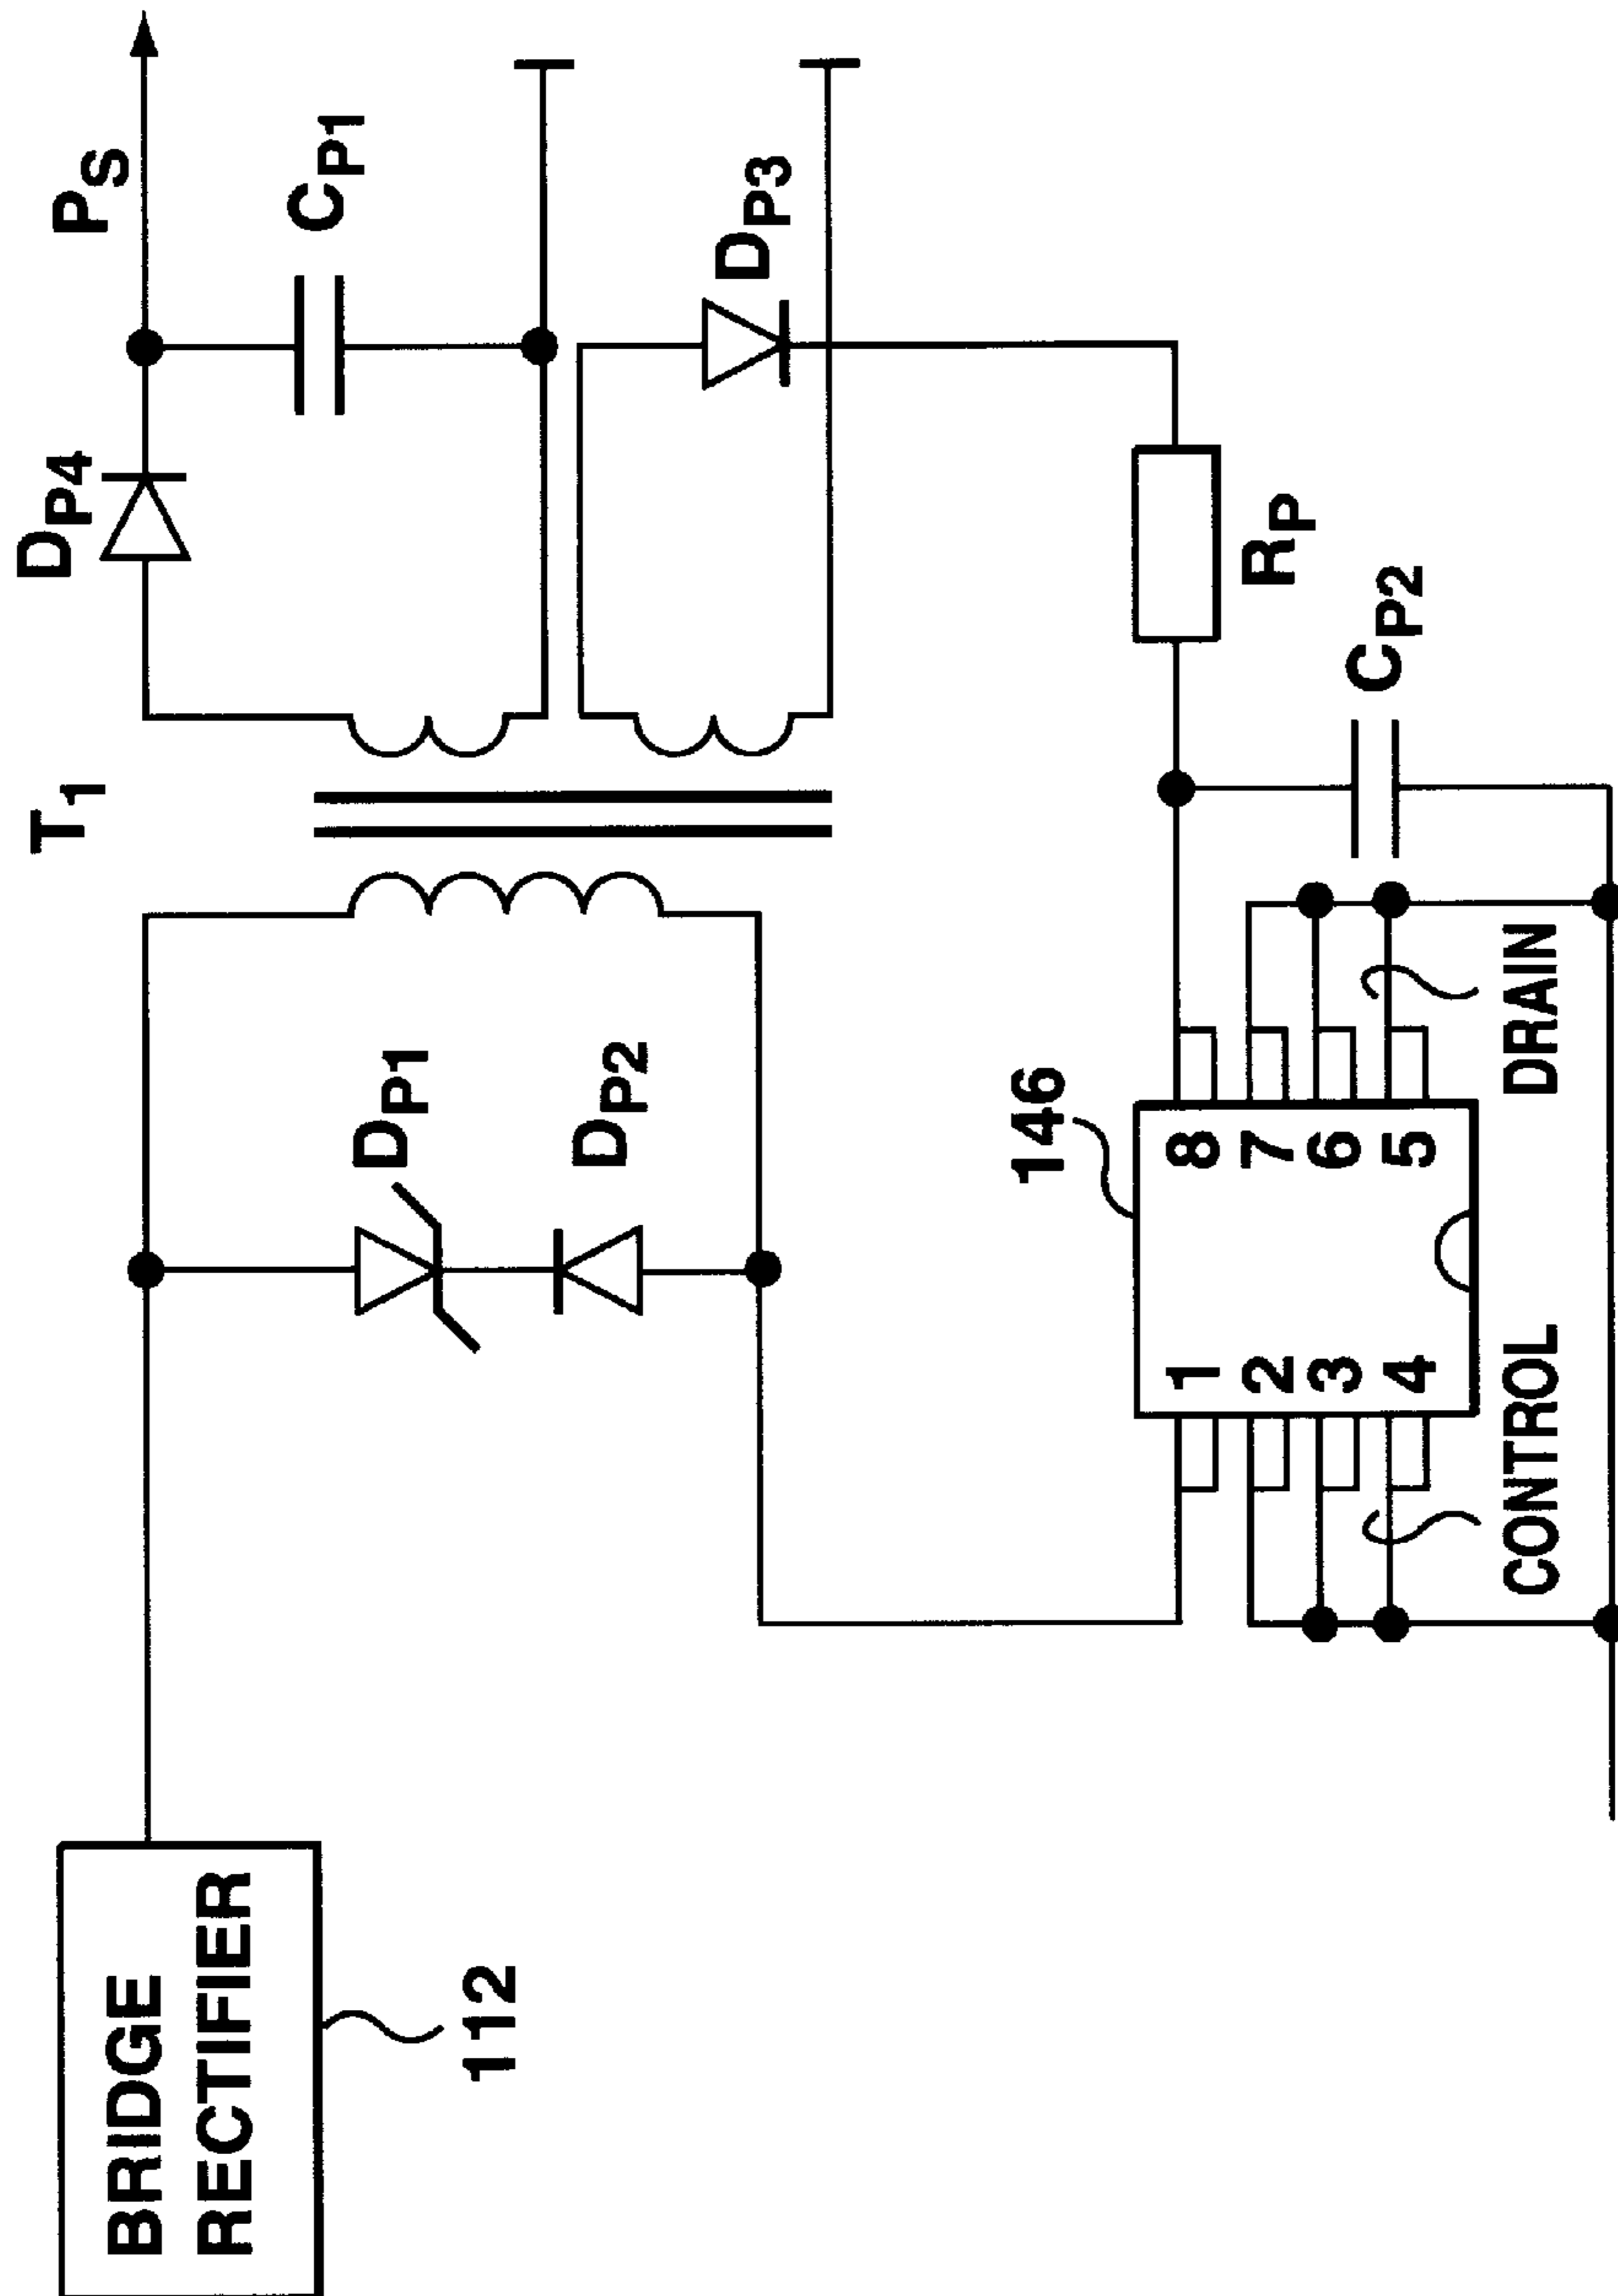 T1
DP4
PS
CP1
DP1
DP2
DP3
BRIDGE
RECTIFIER
112
146
RP
CP2
1 8
2 7
3 6
4 5
CONTROL
DRAIN